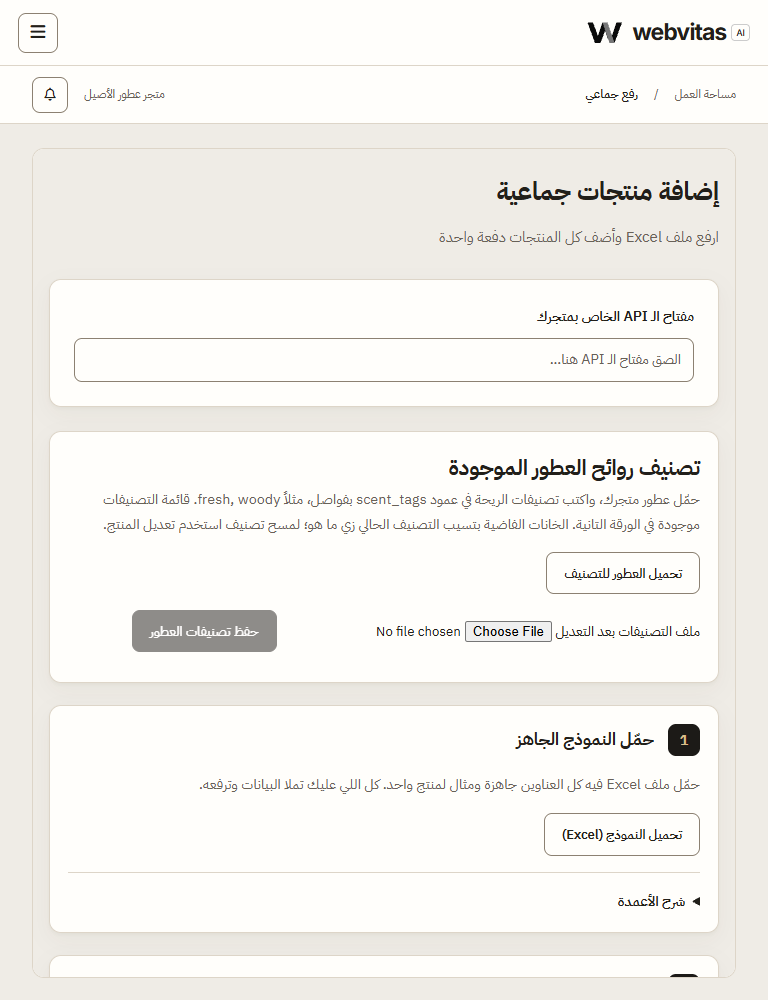 webvitas AI
مساحة العمل / رفع جماعي
متجر عطور الأصيل
إضافة منتجات جماعية
ارفع ملف Excel وأضف كل المنتجات دفعة واحدة
مفتاح الـ API الخاص بمتجرك
الصق مفتاح الـ API هنا...
تصنيف روائح العطور الموجودة
حمّل عطور متجرك، واكتب تصنيفات الريحة في عمود scent_tags بفواصل، مثلاً fresh, woody. قائمة التصنيفات
موجودة في الورقة التانية. الخانات الفاضية بتسيب التصنيف الحالي زي ما هو؛ لمسح تصنيف استخدم تعديل المنتج.
تحميل العطور للتصنيف
ملف التصنيفات بعد التعديل Choose File No file chosen
حفظ تصنيفات العطور
1 حمّل النموذج الجاهز
حمّل ملف Excel فيه كل العناوين جاهزة ومثال لمنتج واحد. كل اللي عليك تملا البيانات وترفعه.
تحميل النموذج (Excel)
شرح الأعمدة